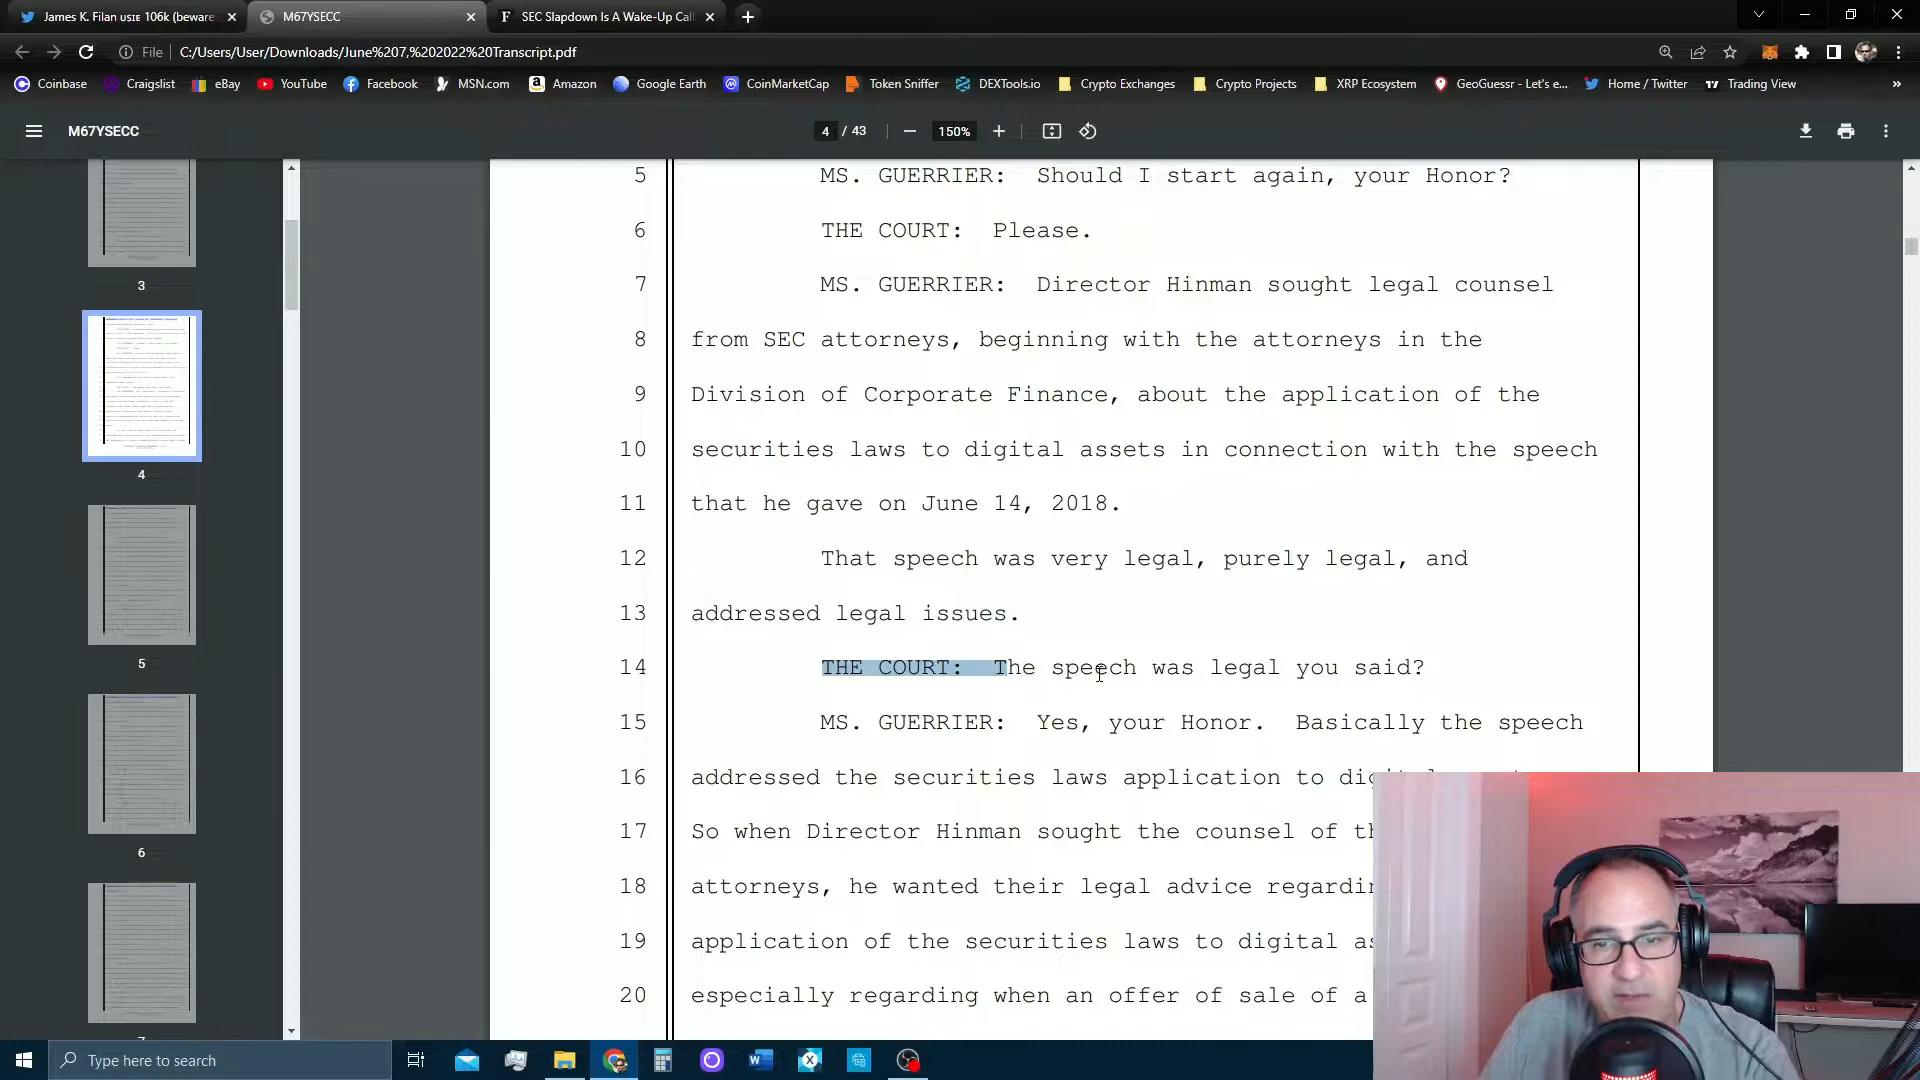 James K. Filan 🇺🇸🇮🇪 106k (beware
M67YSECC
SEC Slapdown Is A Wake-Up Cal
File
C:/Users/User/Downloads/June%207,%202022%20Transcript.pdf
Coinbase
Craigslist
eBay
YouTube
Facebook
MSN.com
Amazon
Google Earth
CoinMarketCap
Token Sniffer
DEXTools.io
Crypto Exchanges
Crypto Projects
XRP Ecosystem
GeoGuessr - Let's e...
Home / Twitter
Trading View
»
M67YSECC
4 / 43
150%
3
4
5
6
5 MS. GUERRIER: Should I start again, your Honor?
6 THE COURT: Please.
7 MS. GUERRIER: Director Hinman sought legal counsel
8 from SEC attorneys, beginning with the attorneys in the
9 Division of Corporate Finance, about the application of the
10 securities laws to digital assets in connection with the speech
11 that he gave on June 14, 2018.
12 That speech was very legal, purely legal, and
13 addressed legal issues.
14 THE COURT: The speech was legal you said?
15 MS. GUERRIER: Yes, your Honor. Basically the speech
16 addressed the securities laws application to
17 So when Director Hinman sought the counsel of
18 attorneys, he wanted their legal advice
19 application of the securities laws to digital
20 especially regarding when an offer of sale of a
Type here to search